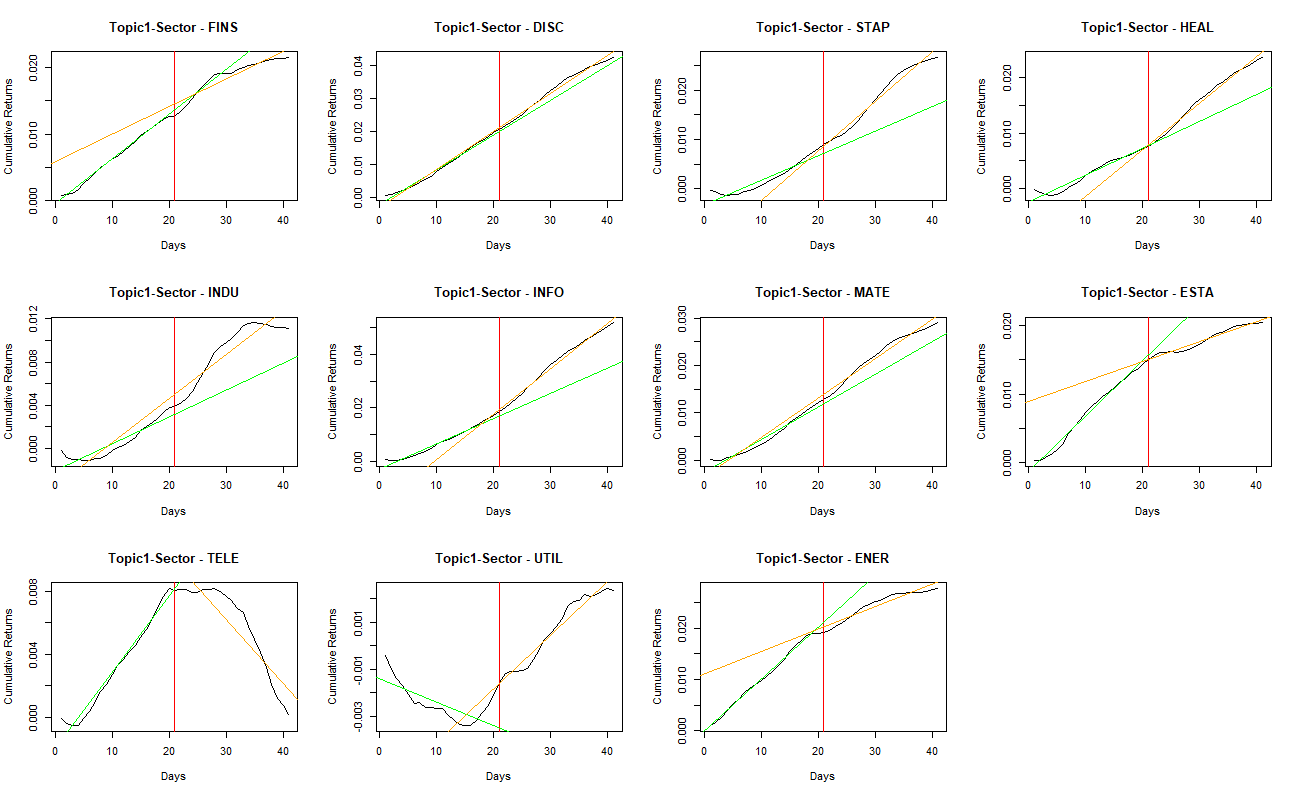 Topic1-Sector - FINS
Cumulative Returns
0.000 0.010 0.020
0 10 20 30 40
Days
Topic1-Sector - DISC
Cumulative Returns
0.00 0.01 0.02 0.03 0.04
0 10 20 30 40
Days
Topic1-Sector - STAP
Cumulative Returns
0.000 0.010 0.020
0 10 20 30 40
Days
Topic1-Sector - HEAL
Cumulative Returns
0.000 0.010 0.020
0 10 20 30 40
Days
Topic1-Sector - INDU
Cumulative Returns
0.000 0.004 0.008 0.012
0 10 20 30 40
Days
Topic1-Sector - INFO
Cumulative Returns
0.00 0.02 0.04
0 10 20 30 40
Days
Topic1-Sector - MATE
Cumulative Returns
0.000 0.010 0.020 0.030
0 10 20 30 40
Days
Topic1-Sector - ESTA
Cumulative Returns
0.000 0.010 0.020
0 10 20 30 40
Days
Topic1-Sector - TELE
Cumulative Returns
0.000 0.004 0.008
0 10 20 30 40
Days
Topic1-Sector - UTIL
Cumulative Returns
-0.003 -0.001 0.001
0 10 20 30 40
Days
Topic1-Sector - ENER
Cumulative Returns
0.000 0.010 0.020
0 10 20 30 40
Days